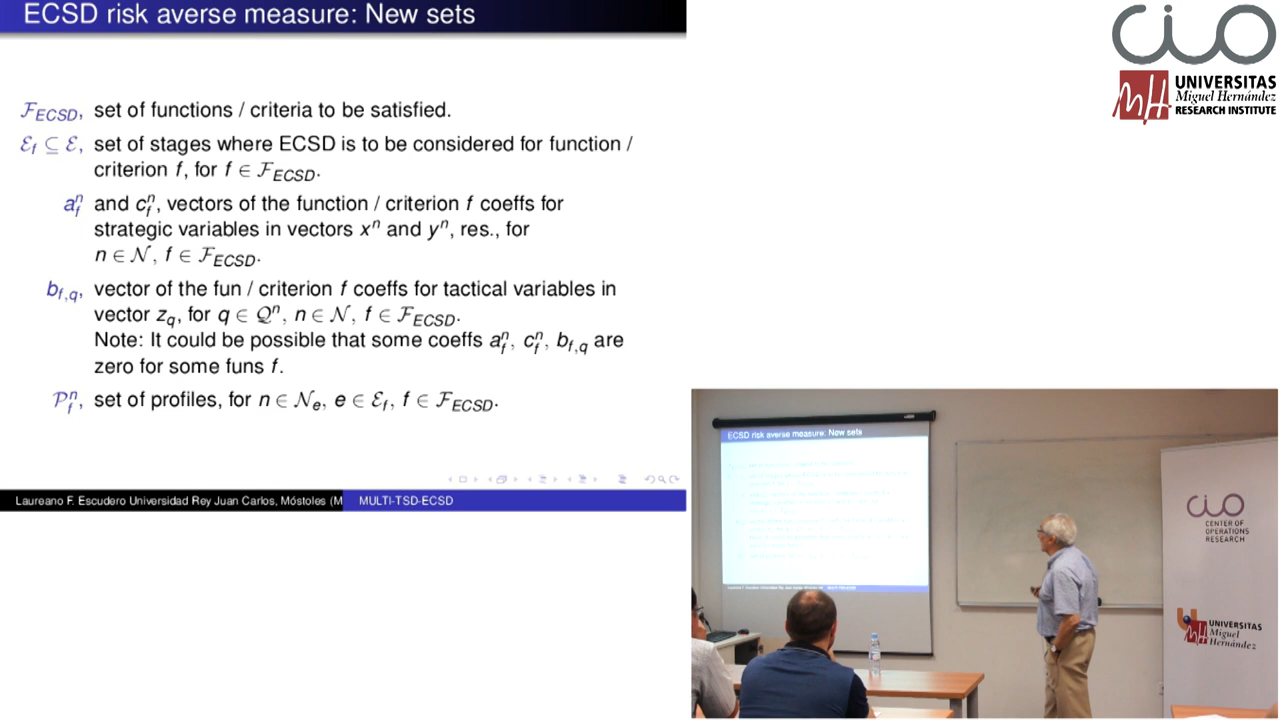 ECSD risk averse measure: New sets
F_ECSD, set of functions / criteria to be satisfied.
E_f ⊆ E, set of stages where ECSD is to be considered for function /
criterion f, for f ∈ F_ECSD.
a_f^n and c_f^n, vectors of the function / criterion f coeffs for
strategic variables in vectors x^n and y^n, res., for
n ∈ N, f ∈ F_ECSD.
b_f,q, vector of the fun / criterion f coeffs for tactical variables in
vector z_q, for q ∈ Q^n, n ∈ N, f ∈ F_ECSD.
Note: It could be possible that some coeffs a_f^n, c_f^n, b_f,q are
zero for some funs f.
P_f^n, set of profiles, for n ∈ N_e, e ∈ E_f, f ∈ F_ECSD.
Laureano F. Escudero Universidad Rey Juan Carlos, Móstoles (M
MULTI-TSD-ECSD
CIO
MH
UNIVERSITAS
Miguel Hernández
RESEARCH INSTITUTE
ECSD risk averse measure: New sets
CIO
CENTER OF
OPERATIONS
RESEARCH
MH
UNIVERSITAS
Miguel
Hernández